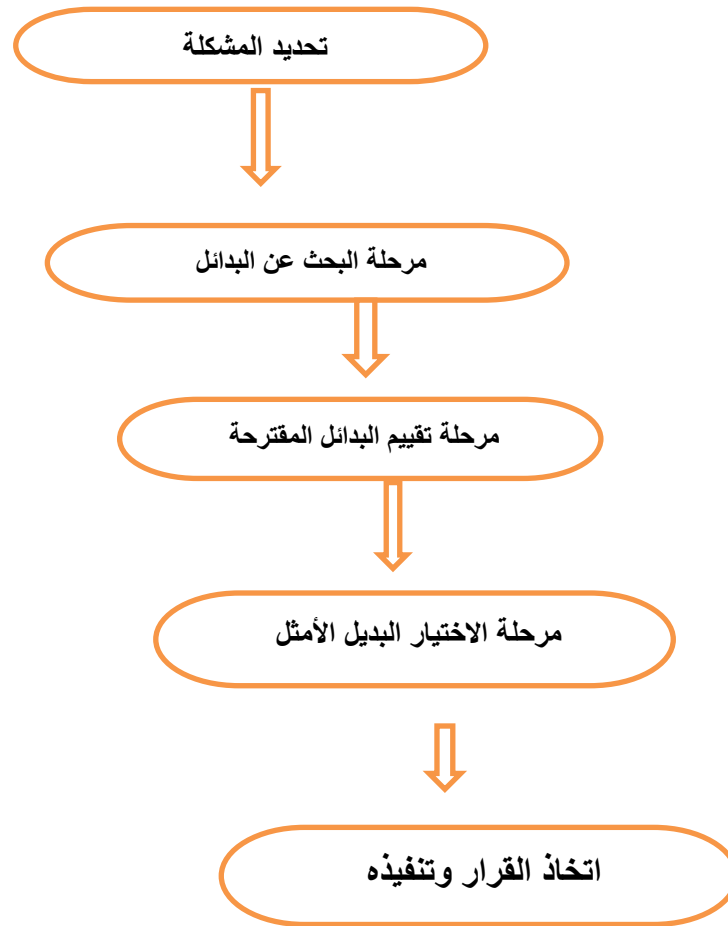 تحديد المشكلة
مرحلة البحث عن البدائل
مرحلة تقييم البدائل المقترحة
مرحلة الاختيار البديل الأمثل
اتخاذ القرار وتنفيذه